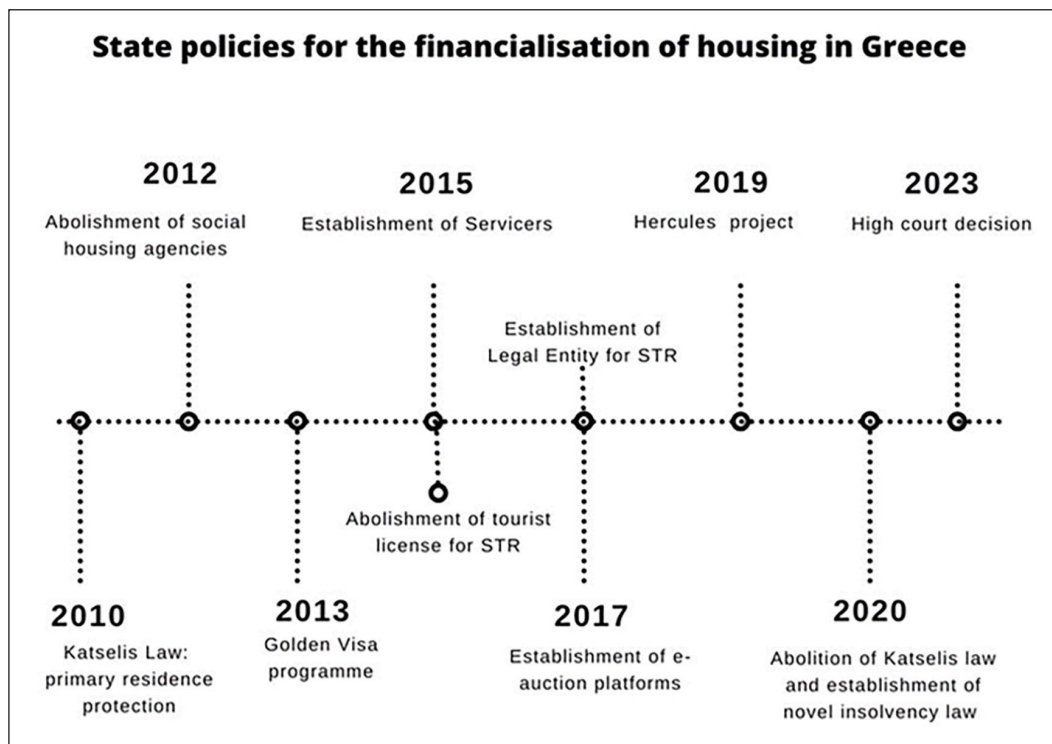 State policies for the financialisation of housing in Greece
2012
Abolishment of social
housing agencies
2015
Establishment of Servicers
2019
Hercules project
2023
High court decision
Establishment of
Legal Entity for STR
Abolishment of tourist
license for STR
2010
Katselis Law:
primary residence
protection
2013
Golden Visa
programme
2017
Establishment of e-
auction platforms
2020
Abolition of Katselis law
and establishment of
novel insolvency law